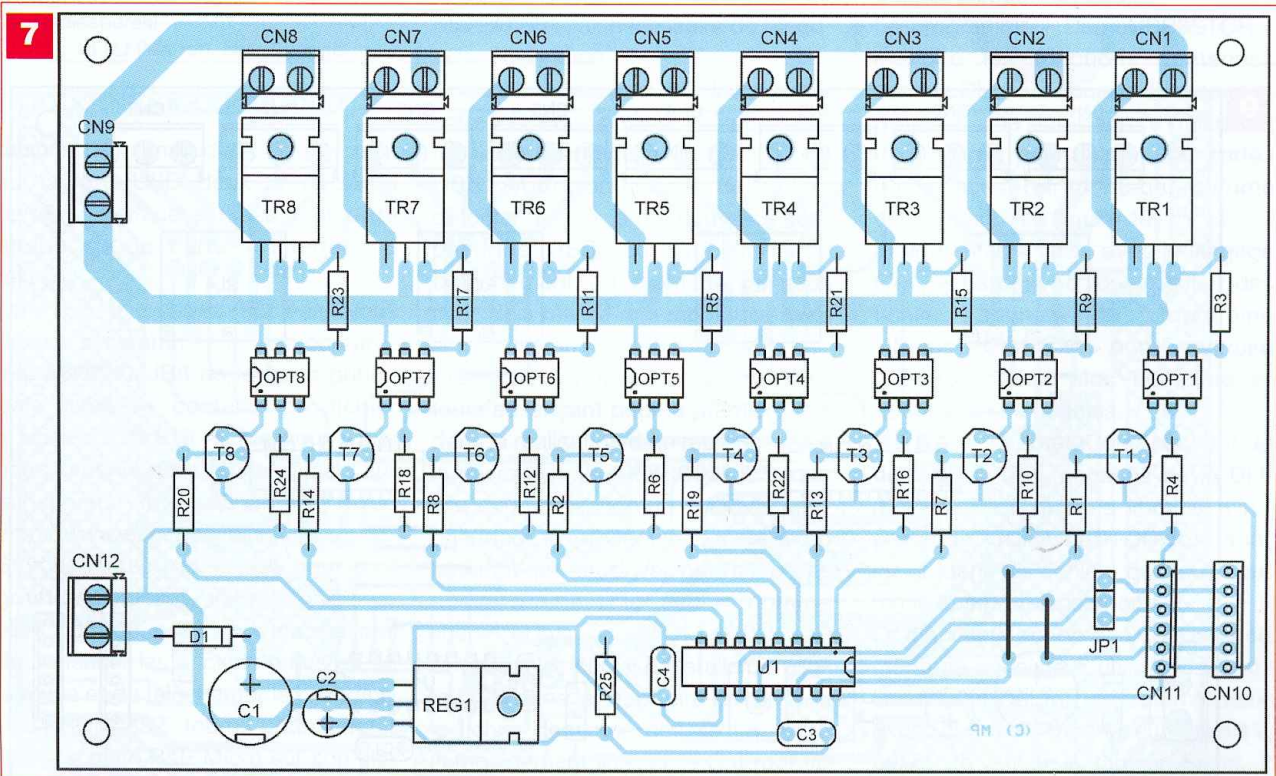 7
CN8 CN7 CN6 CN5 CN4 CN3 CN2 CN1
CN9
TR8 TR7 TR6 TR5 TR4 TR3 TR2 TR1
R23 R17 R11 R5 R21 R15 R9 R3
OPT8 OPT7 OPT6 OPT5 OPT4 OPT3 OPT2 OPT1
T8 T7 T6 T5 T4 T3 T2 T1
R20 R24 R14 R18 R8 R12 R2 R6 R19 R22 R13 R16 R7 R10 R1 R4
CN12
D1
JP1
C1 C2 REG1 R25 C4 U1 CN11 CN10
C3
(C) MP